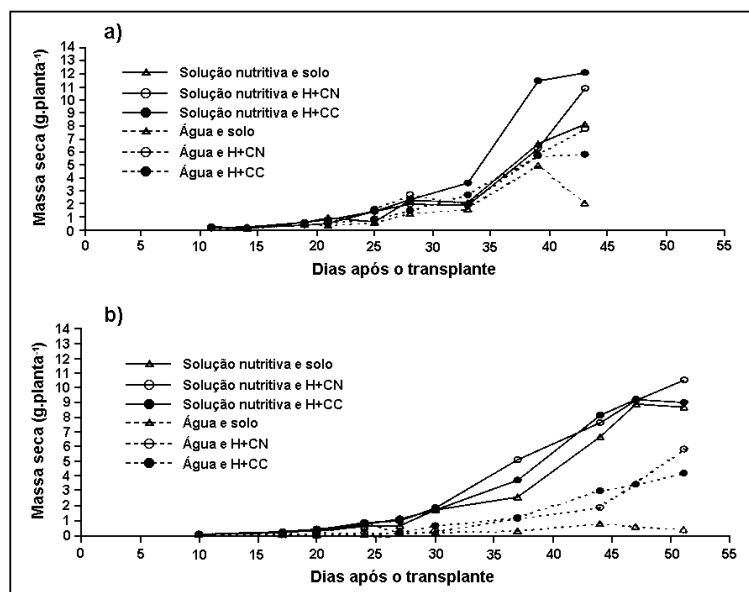 a)
Massa seca (g.planta⁻¹)
14
13
12
11
10
9
8
7
6
5
4
3
2
1
0
Solução nutritiva e solo
Solução nutritiva e H+CN
Solução nutritiva e H+CC
Água e solo
Água e H+CN
Água e H+CC
0 5 10 15 20 25 30 35 40 45 50 55
Dias após o transplante
b)
Massa seca (g.planta⁻¹)
14
13
12
11
10
9
8
7
6
5
4
3
2
1
0
Solução nutritiva e solo
Solução nutritiva e H+CN
Solução nutritiva e H+CC
Água e solo
Água e H+CN
Água e H+CC
0 5 10 15 20 25 30 35 40 45 50 55
Dias após o transplante